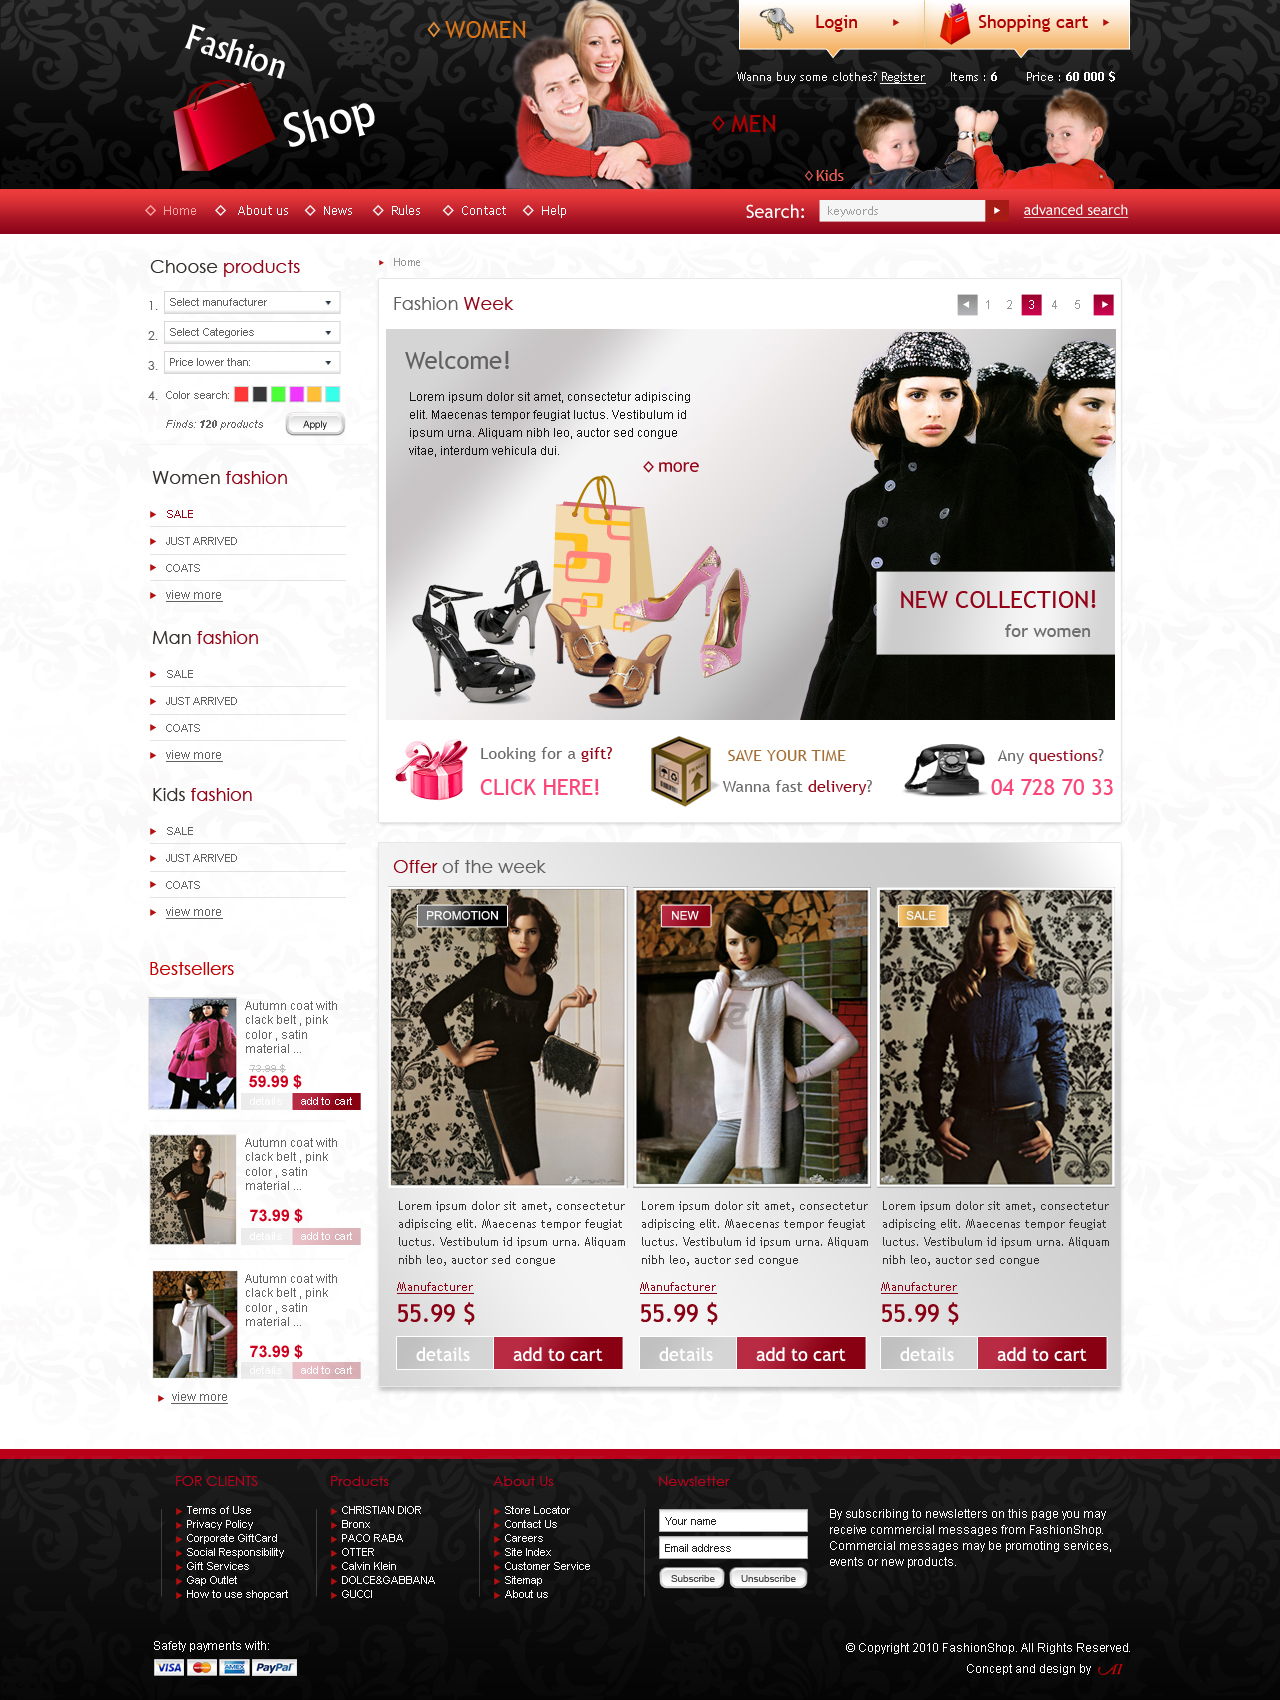 Fashion
Shop
WOMEN
MEN
Kids
Login
Shopping cart
Wanna buy some clothes? Register
Items : 6
Price : 60 000 $
Home
About us
News
Rules
Contact
Help
Search:
keywords
advanced search
Choose products
1. Select manufacturer
2. Select Categories
3. Price lower than:
4. Color search:
Finds: 120 products
Apply
Women fashion
SALE
JUST ARRIVED
COATS
view more
Man fashion
SALE
JUST ARRIVED
COATS
view more
Kids fashion
SALE
JUST ARRIVED
COATS
view more
Bestsellers
Autumn coat with
clack belt , pink
color , satin
material ...
73.99 $
59.99 $
details
add to cart
Autumn coat with
clack belt , pink
color , satin
material ...
73.99 $
details
add to cart
Autumn coat with
clack belt , pink
color , satin
material ...
73.99 $
details
add to cart
view more
Home
Fashion Week
1 2 3 4 5
Welcome!
Lorem ipsum dolor sit amet, consectetur adipiscing
elit. Maecenas tempor feugiat luctus. Vestibulum id
ipsum urna. Aliquam nibh leo, auctor sed congue
vitae, interdum vehicula dui.
more
NEW COLLECTION!
for women
Looking for a gift?
CLICK HERE!
SAVE YOUR TIME
Wanna fast delivery?
Any questions?
04 728 70 33
Offer of the week
PROMOTION
NEW
SALE
Lorem ipsum dolor sit amet, consectetur
adipiscing elit. Maecenas tempor feugiat
luctus. Vestibulum id ipsum urna. Aliquam
nibh leo, auctor sed congue
Manufacturer
55.99 $
details
add to cart
Lorem ipsum dolor sit amet, consectetur
adipiscing elit. Maecenas tempor feugiat
luctus. Vestibulum id ipsum urna. Aliquam
nibh leo, auctor sed congue
Manufacturer
55.99 $
details
add to cart
Lorem ipsum dolor sit amet, consectetur
adipiscing elit. Maecenas tempor feugiat
luctus. Vestibulum id ipsum urna. Aliquam
nibh leo, auctor sed congue
Manufacturer
55.99 $
details
add to cart
FOR CLIENTS
Terms of Use
Privacy Policy
Corporate GiftCard
Social Responsibility
Gift Services
Gap Outlet
How to use shopcart
Products
CHRISTIAN DIOR
Bronx
PACO RABA
OTTER
Calvin Klein
DOLCE&GABBANA
GUCCI
About Us
Store Locator
Contact Us
Careers
Site Index
Customer Service
Sitemap
About us
Newsletter
Your name
Email address
Subscribe
Unsubscribe
By subscribing to newsletters on this page you may
receive commercial messages from FashionShop.
Commercial messages may be promoting services,
events or new products.
Safety payments with:
VISA
MasterCard
AMEX
PayPal
© Copyright 2010 FashionShop. All Rights Reserved.
Concept and design by